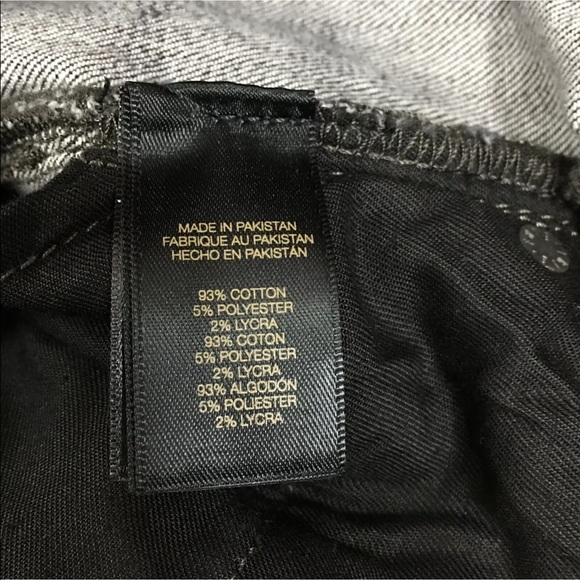 MADE IN PAKISTAN
FABRIQUE AU PAKISTAN
HECHO EN PAKISTÁN
93% COTTON
5% POLYESTER
2% LYCRA
93% COTON
5% POLYESTER
2% LYCRA
93% ALGODÓN
5% POLIESTER
2% LYCRA